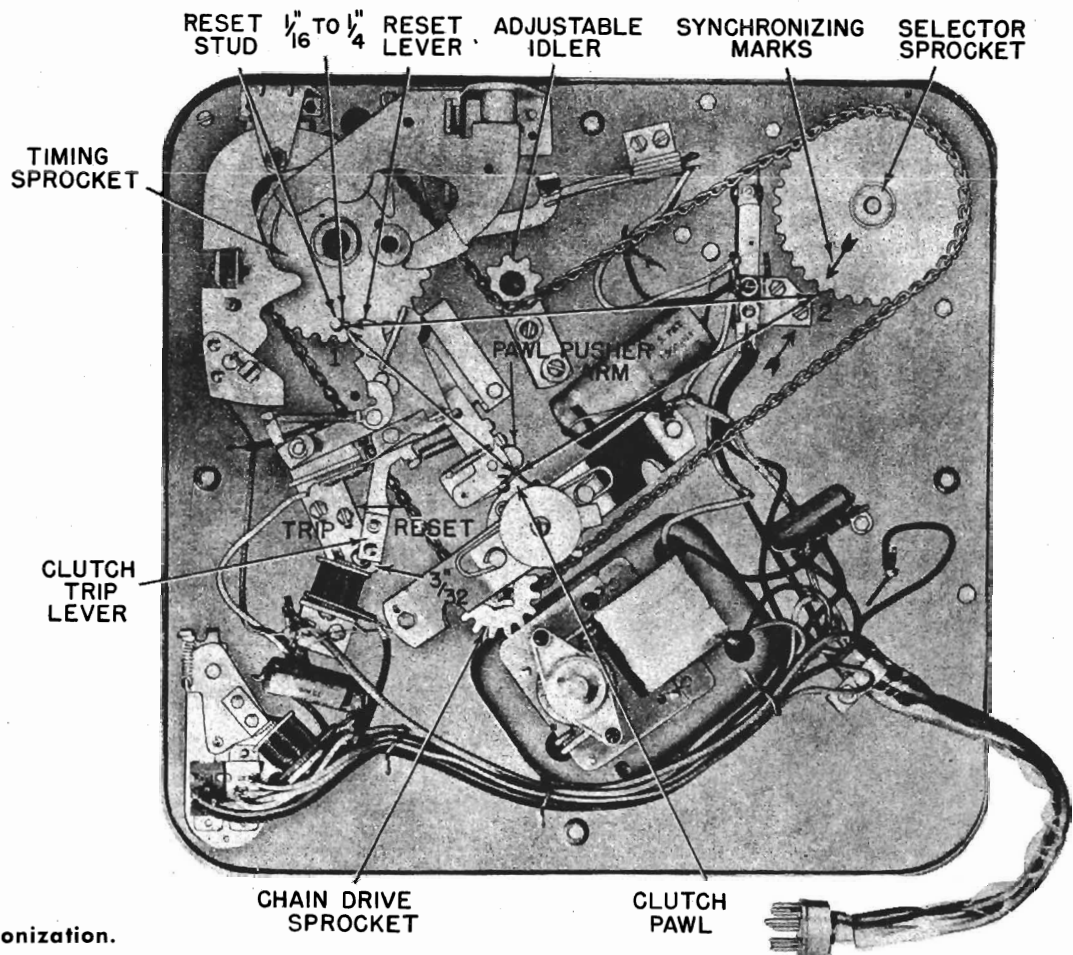 RESET
STUD
1/16" TO 1/4"
RESET
LEVER
ADJUSTABLE
IDLER
SYNCHRONIZING
MARKS
SELECTOR
SPROCKET
TIMING
SPROCKET
1
2
PAWL PUSHER
ARM
3
TRIP
RESET
CLUTCH
TRIP
LEVER
3/32"
CHAIN DRIVE
SPROCKET
CLUTCH
PAWL
onization.